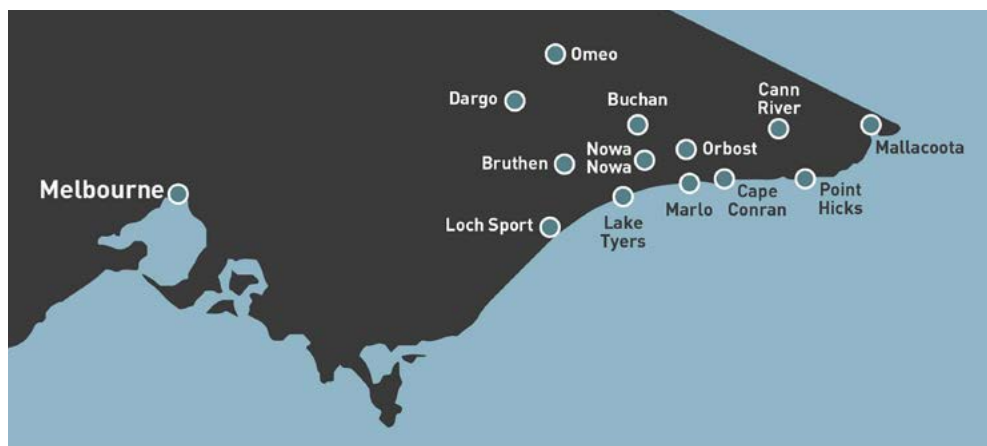 Omeo
Dargo
Buchan
Cann
River
Mallacoota
Nowa
Nowa
Orbost
Bruthen
Melbourne
Point
Hicks
Cape
Conran
Marlo
Lake
Tyers
Loch Sport